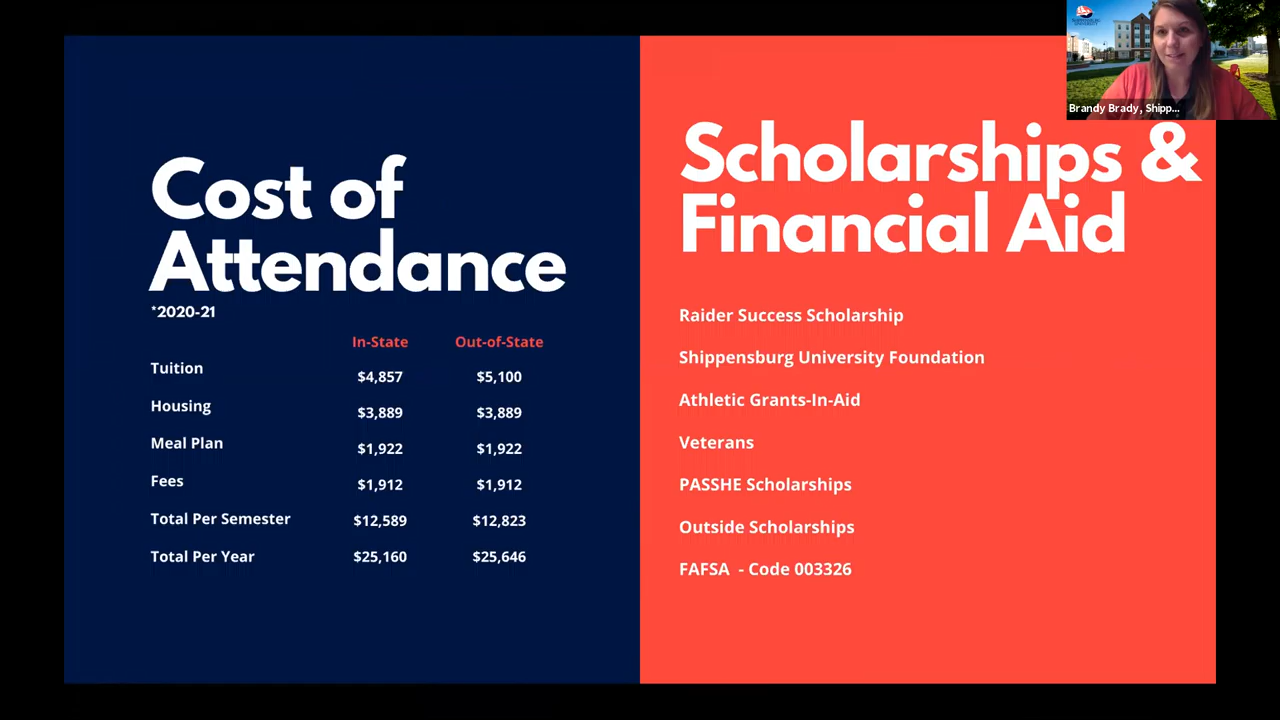 Cost of
Attendance
*2020-21
In-State Out-of-State
Tuition $4,857 $5,100
Housing $3,889 $3,889
Meal Plan $1,922 $1,922
Fees $1,912 $1,912
Total Per Semester $12,589 $12,823
Total Per Year $25,160 $25,646
Scholarships &
Financial Aid
Raider Success Scholarship
Shippensburg University Foundation
Athletic Grants-In-Aid
Veterans
PASSHE Scholarships
Outside Scholarships
FAFSA - Code 003326
Brandy Brady, Shipp...